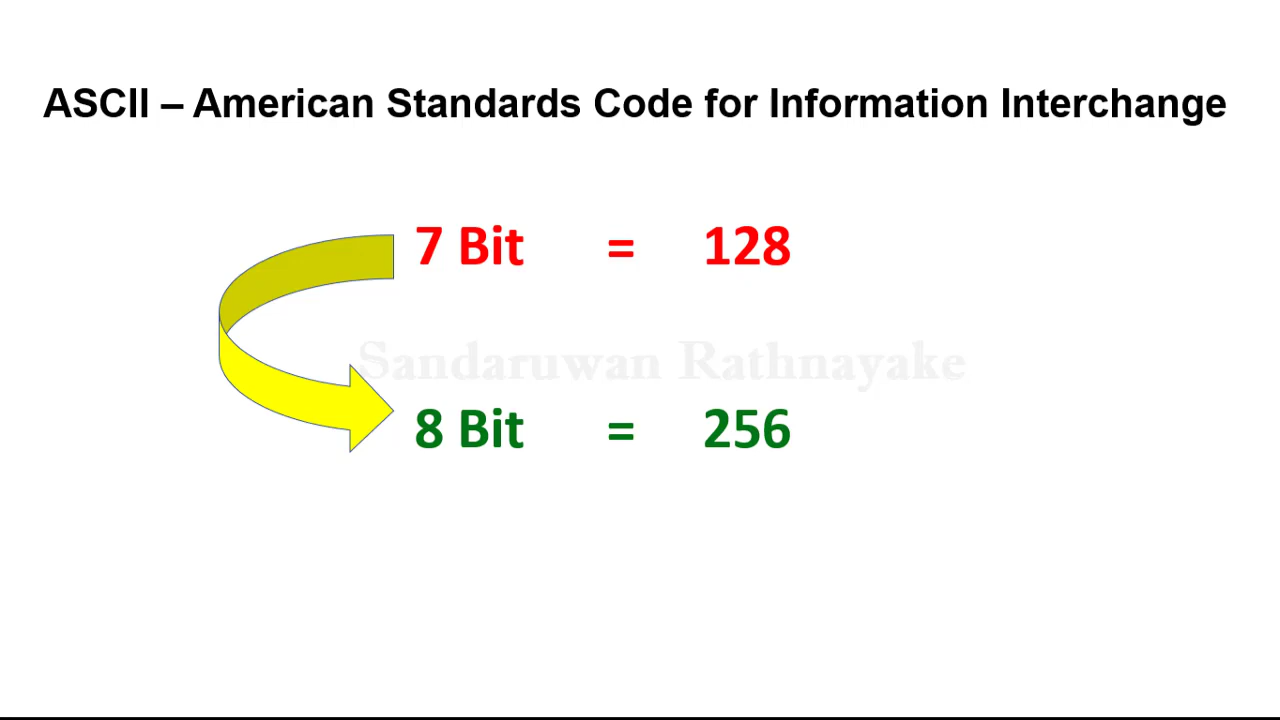 ASCII – American Standards Code for Information Interchange
7 Bit = 128
Sandaruwan Rathnayake
8 Bit = 256